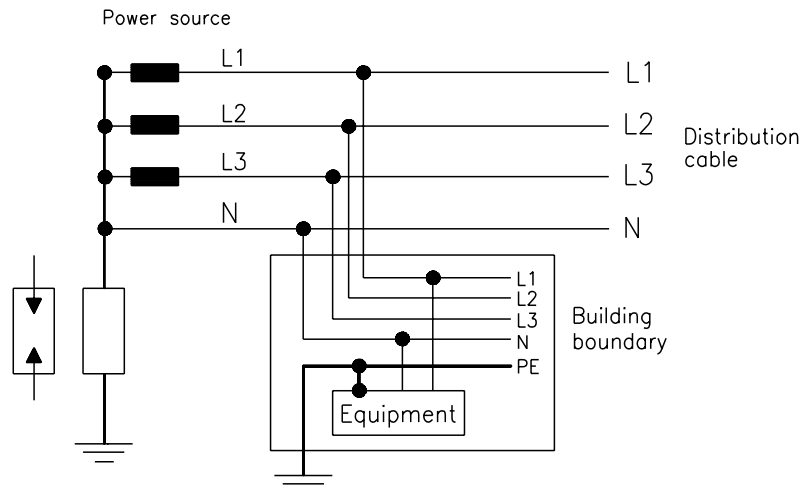 Power source
L1
L1
L2
L2
Distribution
cable
L3
L3
N
N
L1
L2
L3
N
PE
Building
boundary
Equipment